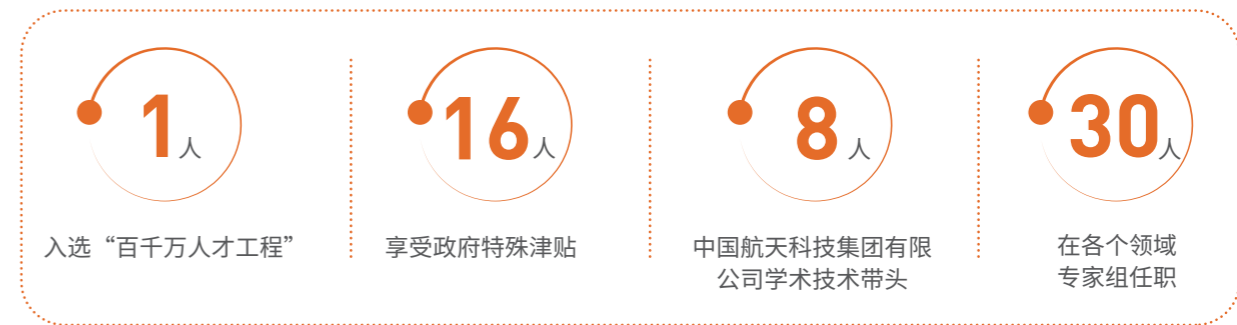 1人
16人
8人
30人
入选“百千万人才工程”
享受政府特殊津贴
中国航天科技集团有限
公司学术技术带头
在各个领域
专家组任职